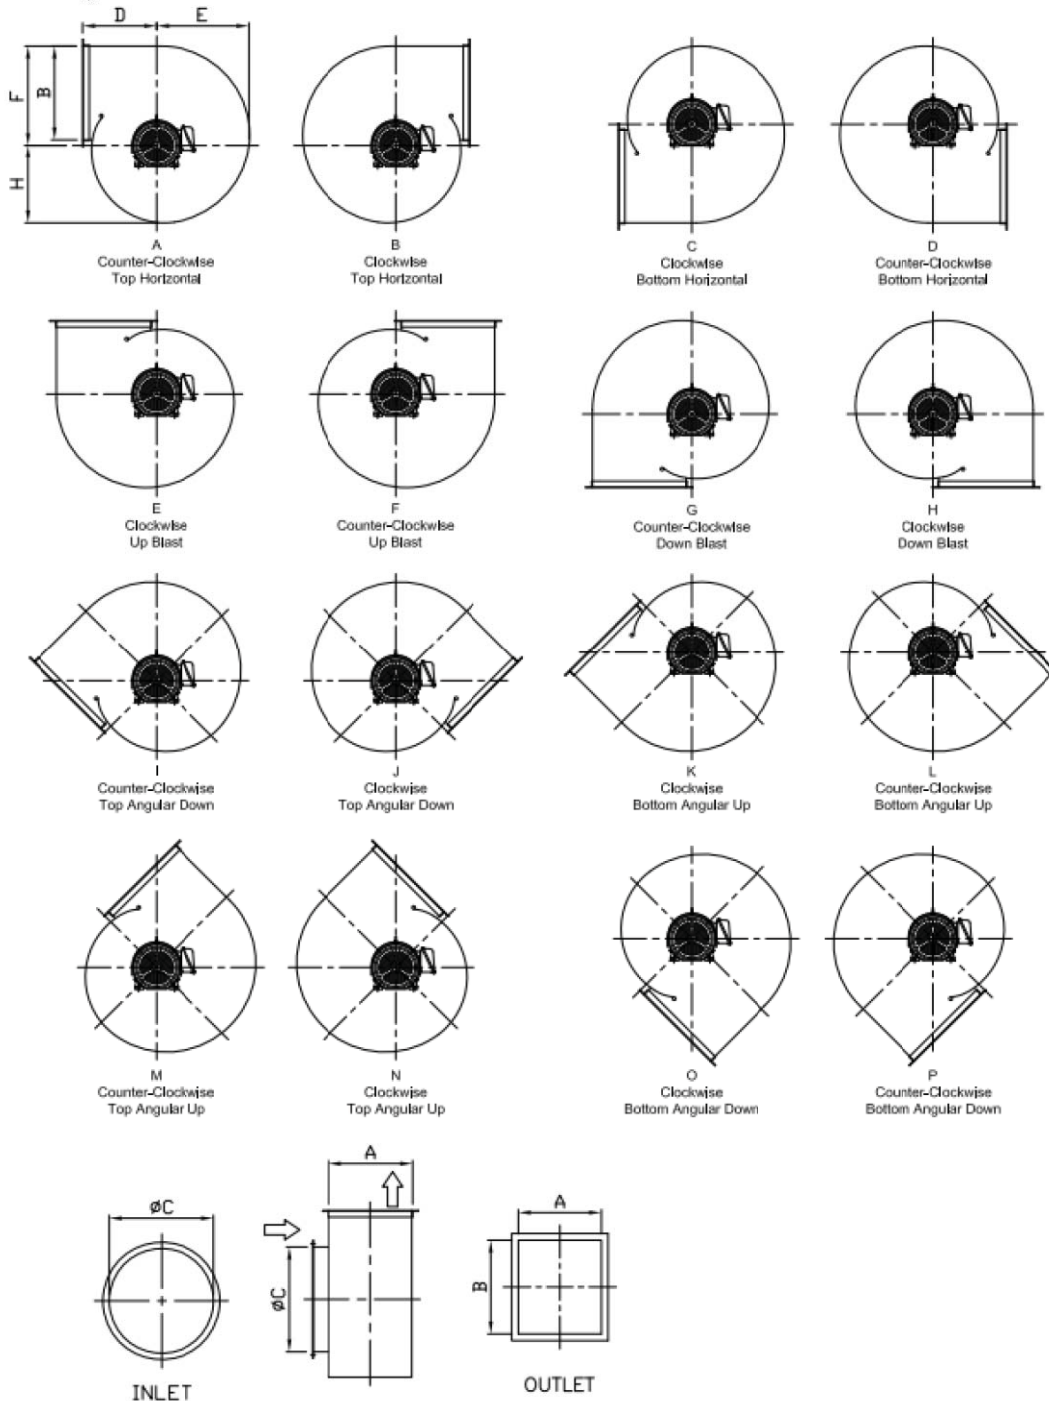 D
E
F
B
H
A
Counter-Clockwise
Top Horizontal
B
Clockwise
Top Horizontal
C
Clockwise
Bottom Horizontal
D
Counter-Clockwise
Bottom Horizontal
E
Clockwise
Up Blast
F
Counter-Clockwise
Up Blast
G
Counter-Clockwise
Down Blast
H
Clockwise
Down Blast
I
Counter-Clockwise
Top Angular Down
J
Clockwise
Top Angular Down
K
Clockwise
Bottom Angular Up
L
Counter-Clockwise
Bottom Angular Up
M
Counter-Clockwise
Top Angular Up
N
Clockwise
Top Angular Up
O
Clockwise
Bottom Angular Down
P
Counter-Clockwise
Bottom Angular Down
øC
INLET
A
øC
A
B
OUTLET